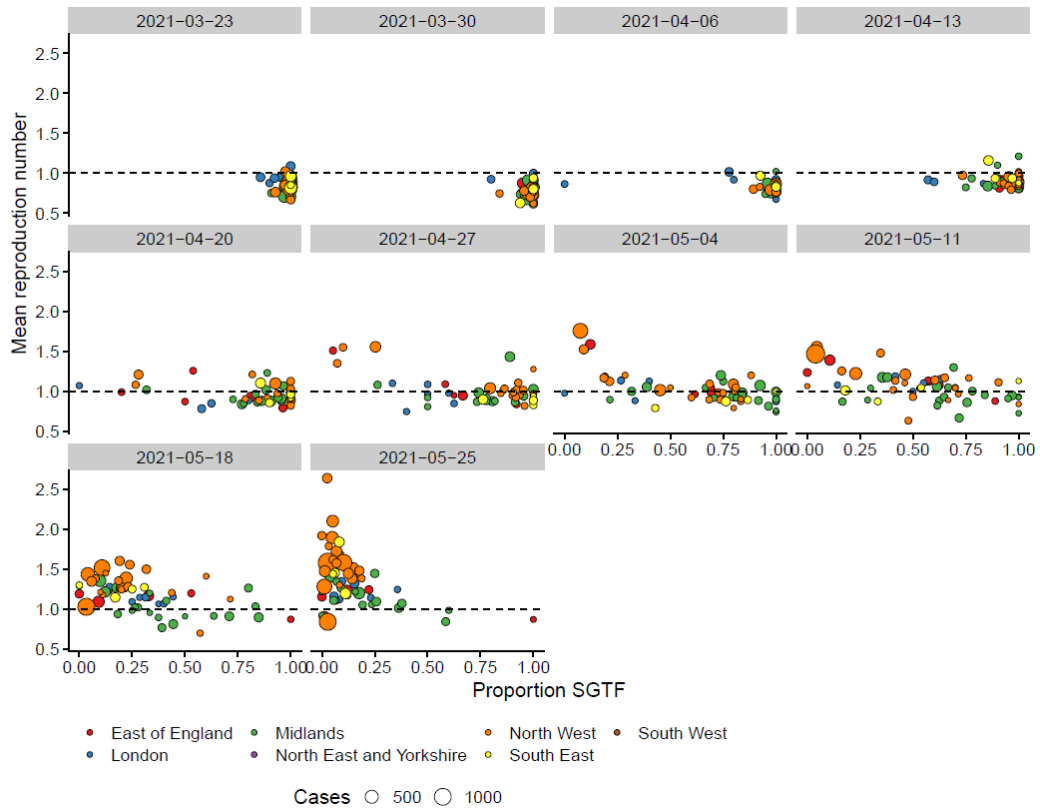 2021−03−23 2021−03−30 2021−04−06 2021−04−13
2.5
2.0
1.5
1.0
0.5
2021−04−20 2021−04−27 2021−05−04 2021−05−11
Mean reproduction number
2.5
2.0
1.5
1.0
0.5
0.00 0.25 0.50 0.75 1.00 0.00 0.25 0.50 0.75 1.00
2021−05−18 2021−05−25
2.5
2.0
1.5
1.0
0.5
0.00 0.25 0.50 0.75 1.00 0.00 0.25 0.50 0.75 1.00
Proportion SGTF
East of England Midlands North West South West
London North East and Yorkshire South East
Cases 500 1000